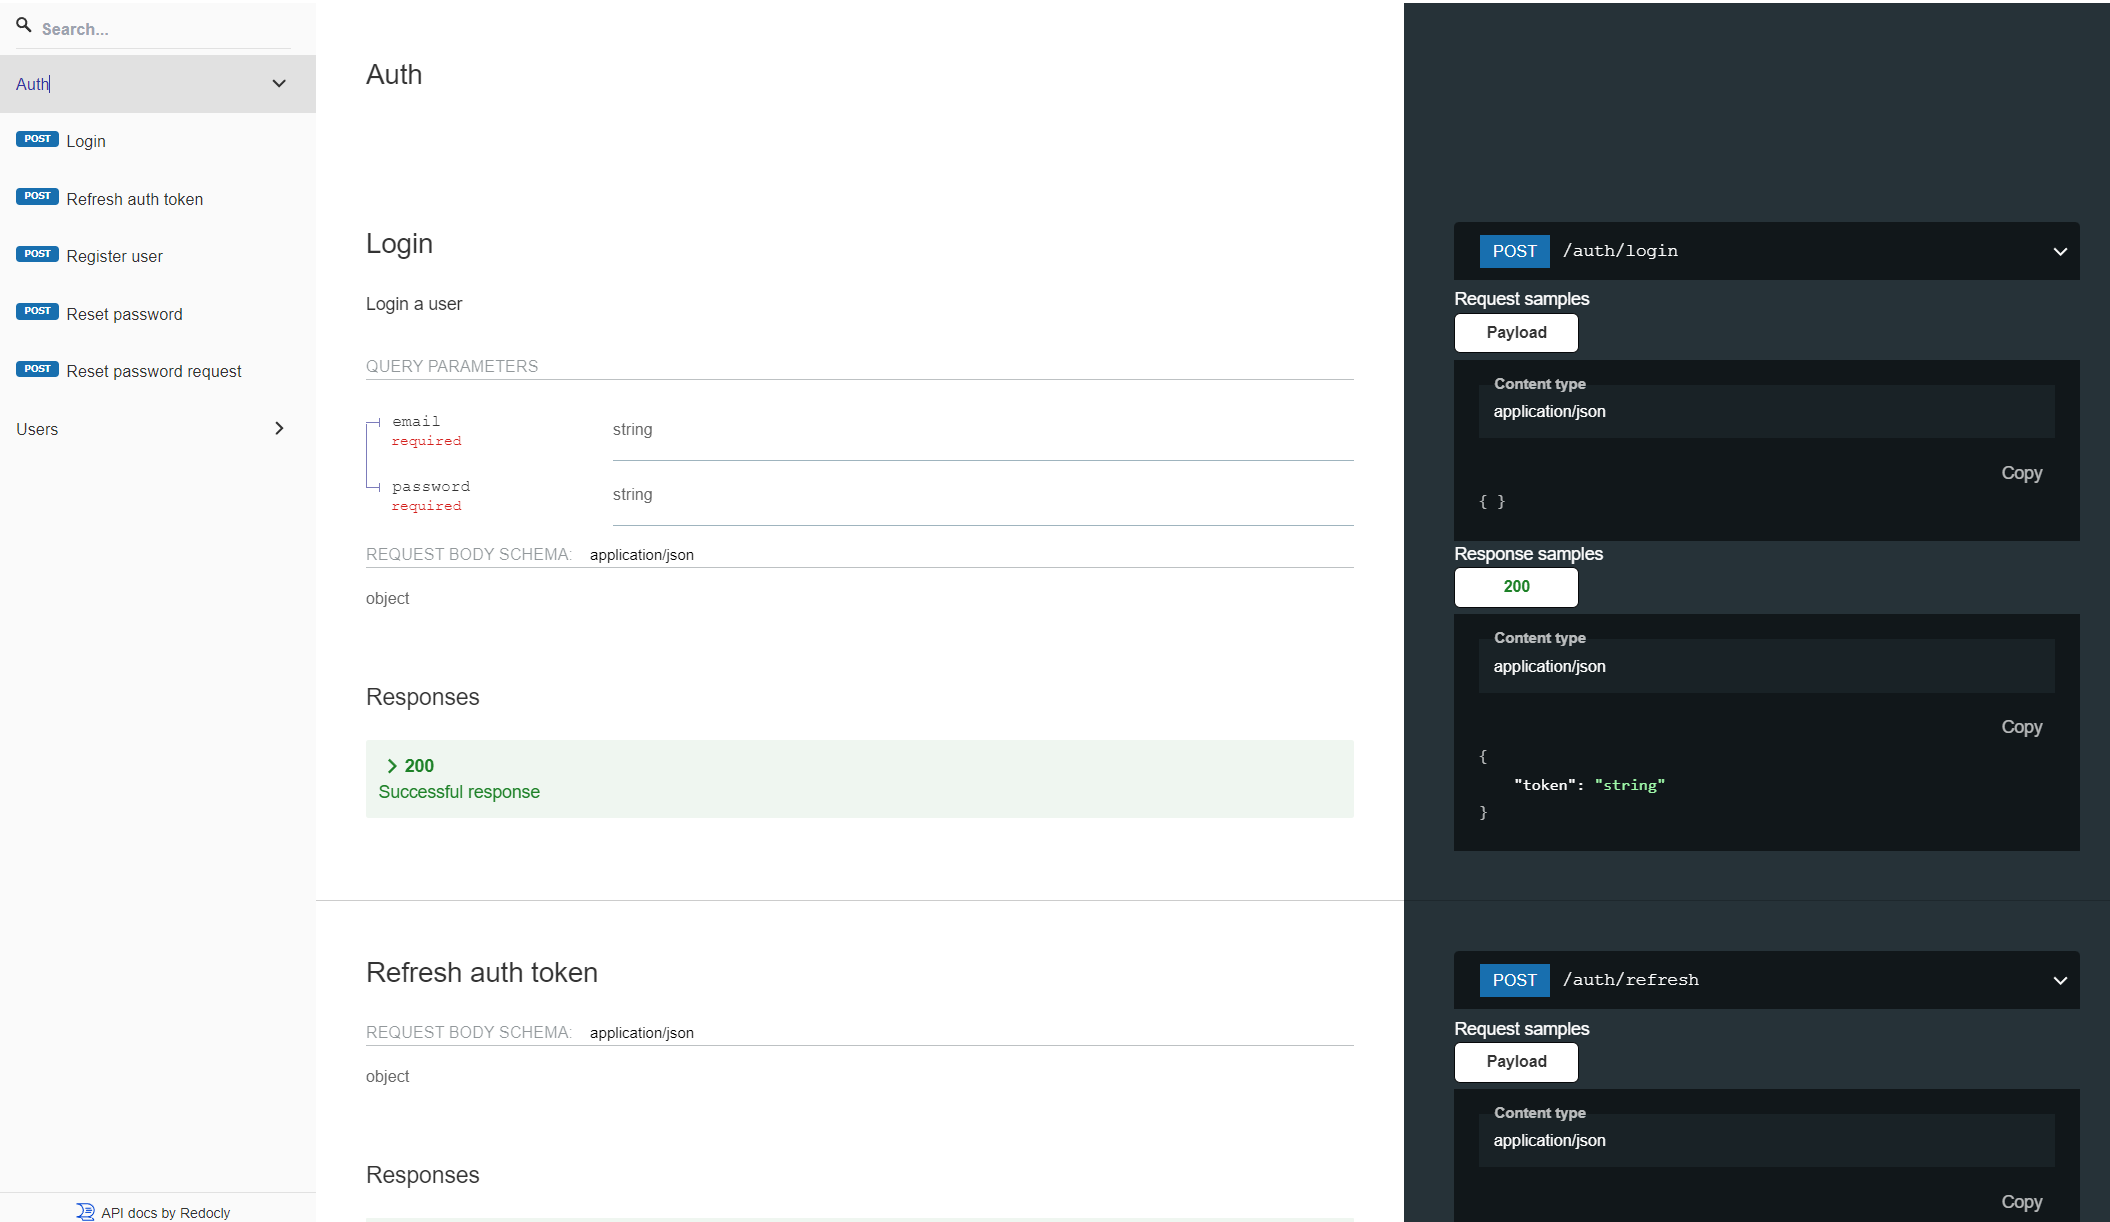 Search...
Auth
POST Login
POST Refresh auth token
POST Register user
POST Reset password
POST Reset password request
Users
API docs by Redocly
Auth
Login
Login a user
QUERY PARAMETERS
email
required
string
password
required
string
REQUEST BODY SCHEMA: application/json
object
Responses
200
Successful response
Refresh auth token
REQUEST BODY SCHEMA: application/json
object
Responses
POST /auth/login
Request samples
Payload
Content type
application/json
Copy
{ }
Response samples
200
Content type
application/json
Copy
{
"token": "string"
}
POST /auth/refresh
Request samples
Payload
Content type
application/json
Copy